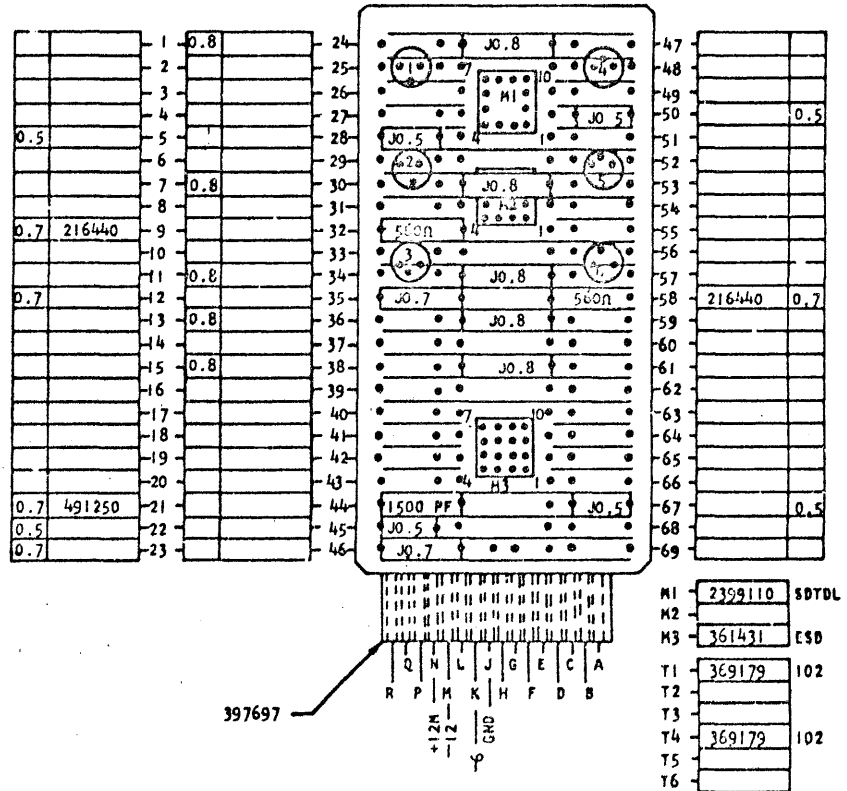 1 0.8 24 J0.8 47
2 25 1 7 10 4 48
3 26 M1 49
4 27 J0 5 50 0.5
0.5 5 28 J0.5 4 1 51
6 29 2 52
7 0.8 30 J0.8 5 53
8 31 54
0.7 216440 9 32 560Ω 4 1 55
10 33 3 56
11 0.8 34 J0.8 57
0.7 12 35 J0.7 560Ω 58 216440 0.7
13 0.8 36 J0.8 59
14 37 60
15 0.8 38 J0.8 61
16 39 62
17 40 7 10 63
18 41 64
19 42 65
20 43 4 M3 1 66
0.7 491250 21 44 1500 PF J0.5 67 0.5
0.5 22 45 J0.5 68
0.7 23 46 J0.7 69
M1 2399110 SDTDL
M2
M3 361431 ESD
T1 369179 102
T2
T3
T4 369179 102
T5
T6
Q N L J G E C A
R P M K H F D B
+12M -12 φ GND
397697